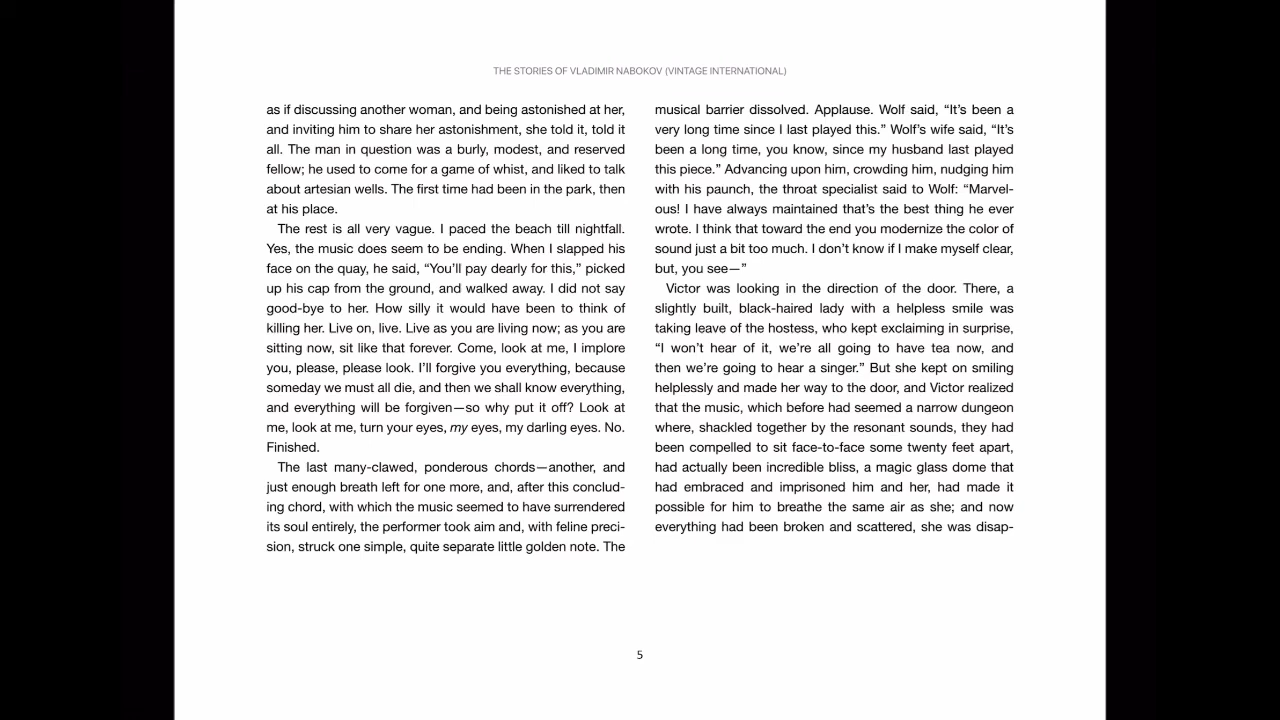 THE STORIES OF VLADIMIR NABOKOV (VINTAGE INTERNATIONAL)
as if discussing another woman, and being astonished at her,
and inviting him to share her astonishment, she told it, told it
all. The man in question was a burly, modest, and reserved
fellow; he used to come for a game of whist, and liked to talk
about artesian wells. The first time had been in the park, then
at his place.
The rest is all very vague. I paced the beach till nightfall.
Yes, the music does seem to be ending. When I slapped his
face on the quay, he said, “You’ll pay dearly for this,” picked
up his cap from the ground, and walked away. I did not say
good-bye to her. How silly it would have been to think of
killing her. Live on, live. Live as you are living now; as you are
sitting now, sit like that forever. Come, look at me, I implore
you, please, please look. I’ll forgive you everything, because
someday we must all die, and then we shall know everything,
and everything will be forgiven—so why put it off? Look at
me, look at me, turn your eyes, my eyes, my darling eyes. No.
Finished.
The last many-clawed, ponderous chords—another, and
just enough breath left for one more, and, after this conclud-
ing chord, with which the music seemed to have surrendered
its soul entirely, the performer took aim and, with feline preci-
sion, struck one simple, quite separate little golden note. The
musical barrier dissolved. Applause. Wolf said, “It’s been a
very long time since I last played this.” Wolf’s wife said, “It’s
been a long time, you know, since my husband last played
this piece.” Advancing upon him, crowding him, nudging him
with his paunch, the throat specialist said to Wolf: “Marvel-
ous! I have always maintained that’s the best thing he ever
wrote. I think that toward the end you modernize the color of
sound just a bit too much. I don’t know if I make myself clear,
but, you see—”
Victor was looking in the direction of the door. There, a
slightly built, black-haired lady with a helpless smile was
taking leave of the hostess, who kept exclaiming in surprise,
“I won’t hear of it, we’re all going to have tea now, and
then we’re going to hear a singer.” But she kept on smiling
helplessly and made her way to the door, and Victor realized
that the music, which before had seemed a narrow dungeon
where, shackled together by the resonant sounds, they had
been compelled to sit face-to-face some twenty feet apart,
had actually been incredible bliss, a magic glass dome that
had embraced and imprisoned him and her, had made it
possible for him to breathe the same air as she; and now
everything had been broken and scattered, she was disap-
5